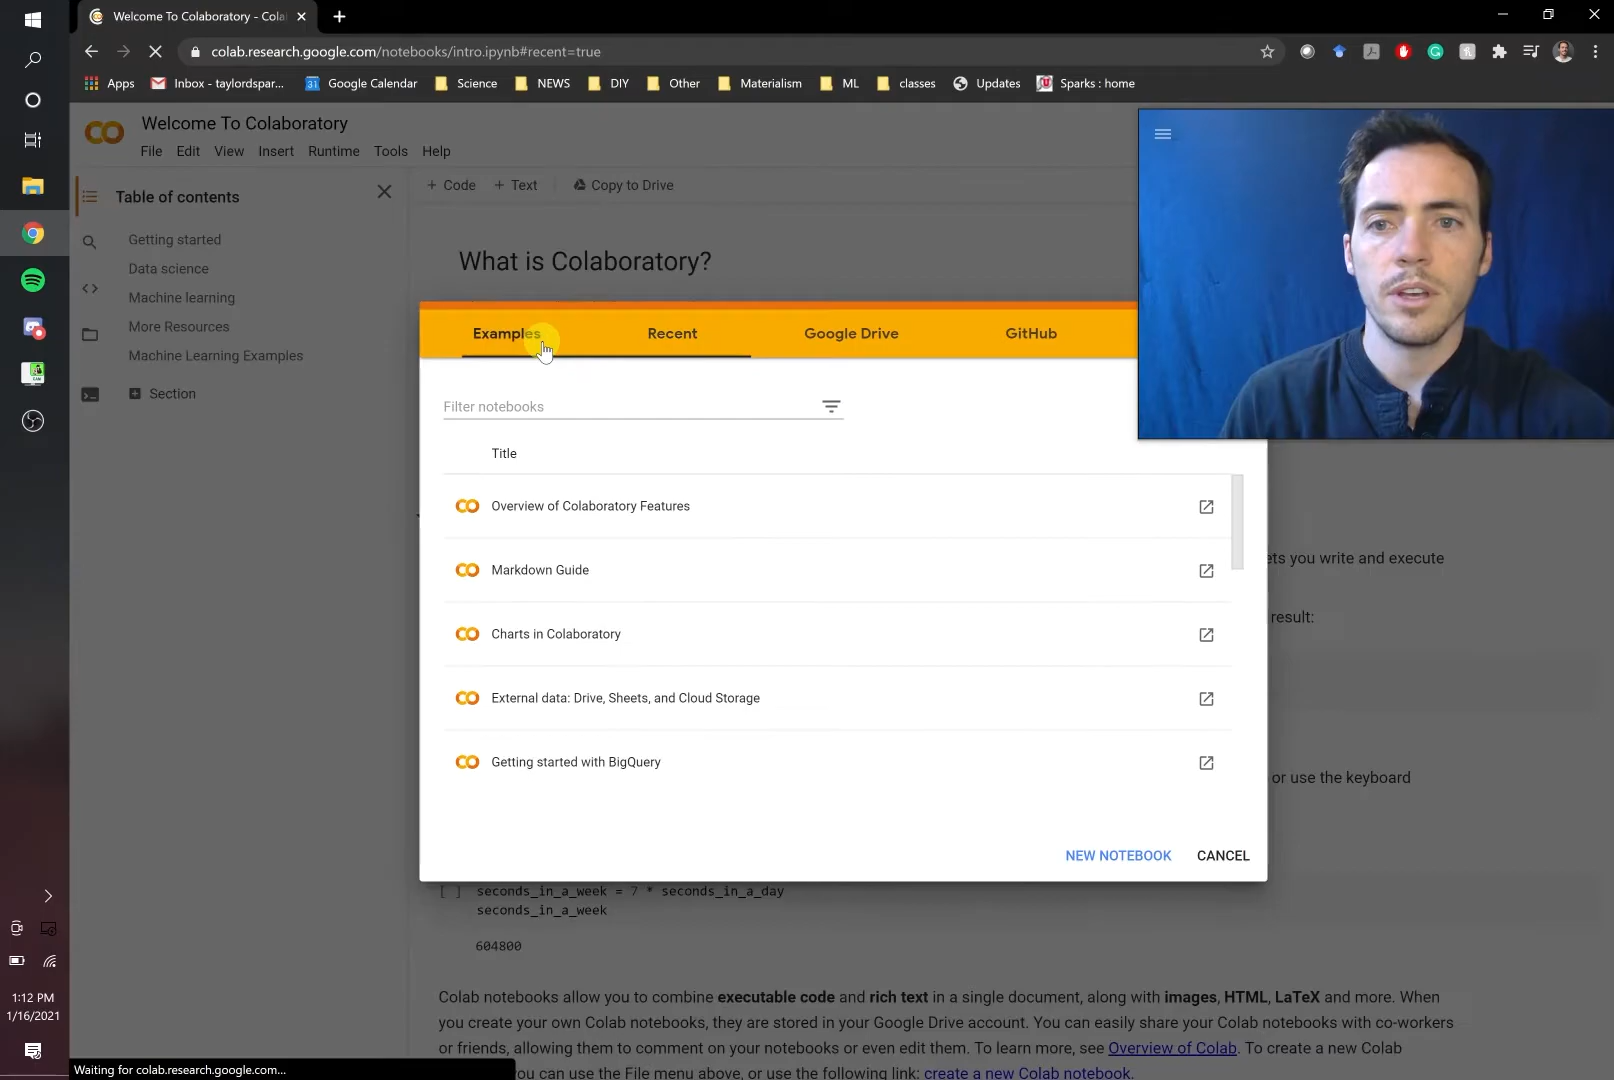 Welcome To Colaboratory - Cola
colab.research.google.com/notebooks/intro.ipynb#recent=true
Apps Inbox - taylordspar... Google Calendar Science NEWS DIY Other Materialism ML classes Updates Sparks : home
Welcome To Colaboratory
File Edit View Insert Runtime Tools Help
Table of contents
+ Code + Text Copy to Drive
Getting started
Data science
Machine learning
More Resources
Machine Learning Examples
Section
What is Colaboratory?
Examples Recent Google Drive GitHub
Filter notebooks
Title
Overview of Colaboratory Features
Markdown Guide
Charts in Colaboratory
External data: Drive, Sheets, and Cloud Storage
Getting started with BigQuery
NEW NOTEBOOK CANCEL
ets you write and execute
result:
or use the keyboard
[ ] seconds_in_a_week = 7 * seconds_in_a_day
seconds_in_a_week
604800
Colab notebooks allow you to combine executable code and rich text in a single document, along with images, HTML, LaTeX and more. When
you create your own Colab notebooks, they are stored in your Google Drive account. You can easily share your Colab notebooks with co-workers
or friends, allowing them to comment on your notebooks or even edit them. To learn more, see Overview of Colab. To create a new Colab
you can use the File menu above, or use the following link: create a new Colab notebook.
Waiting for colab.research.google.com...
1:12 PM
1/16/2021